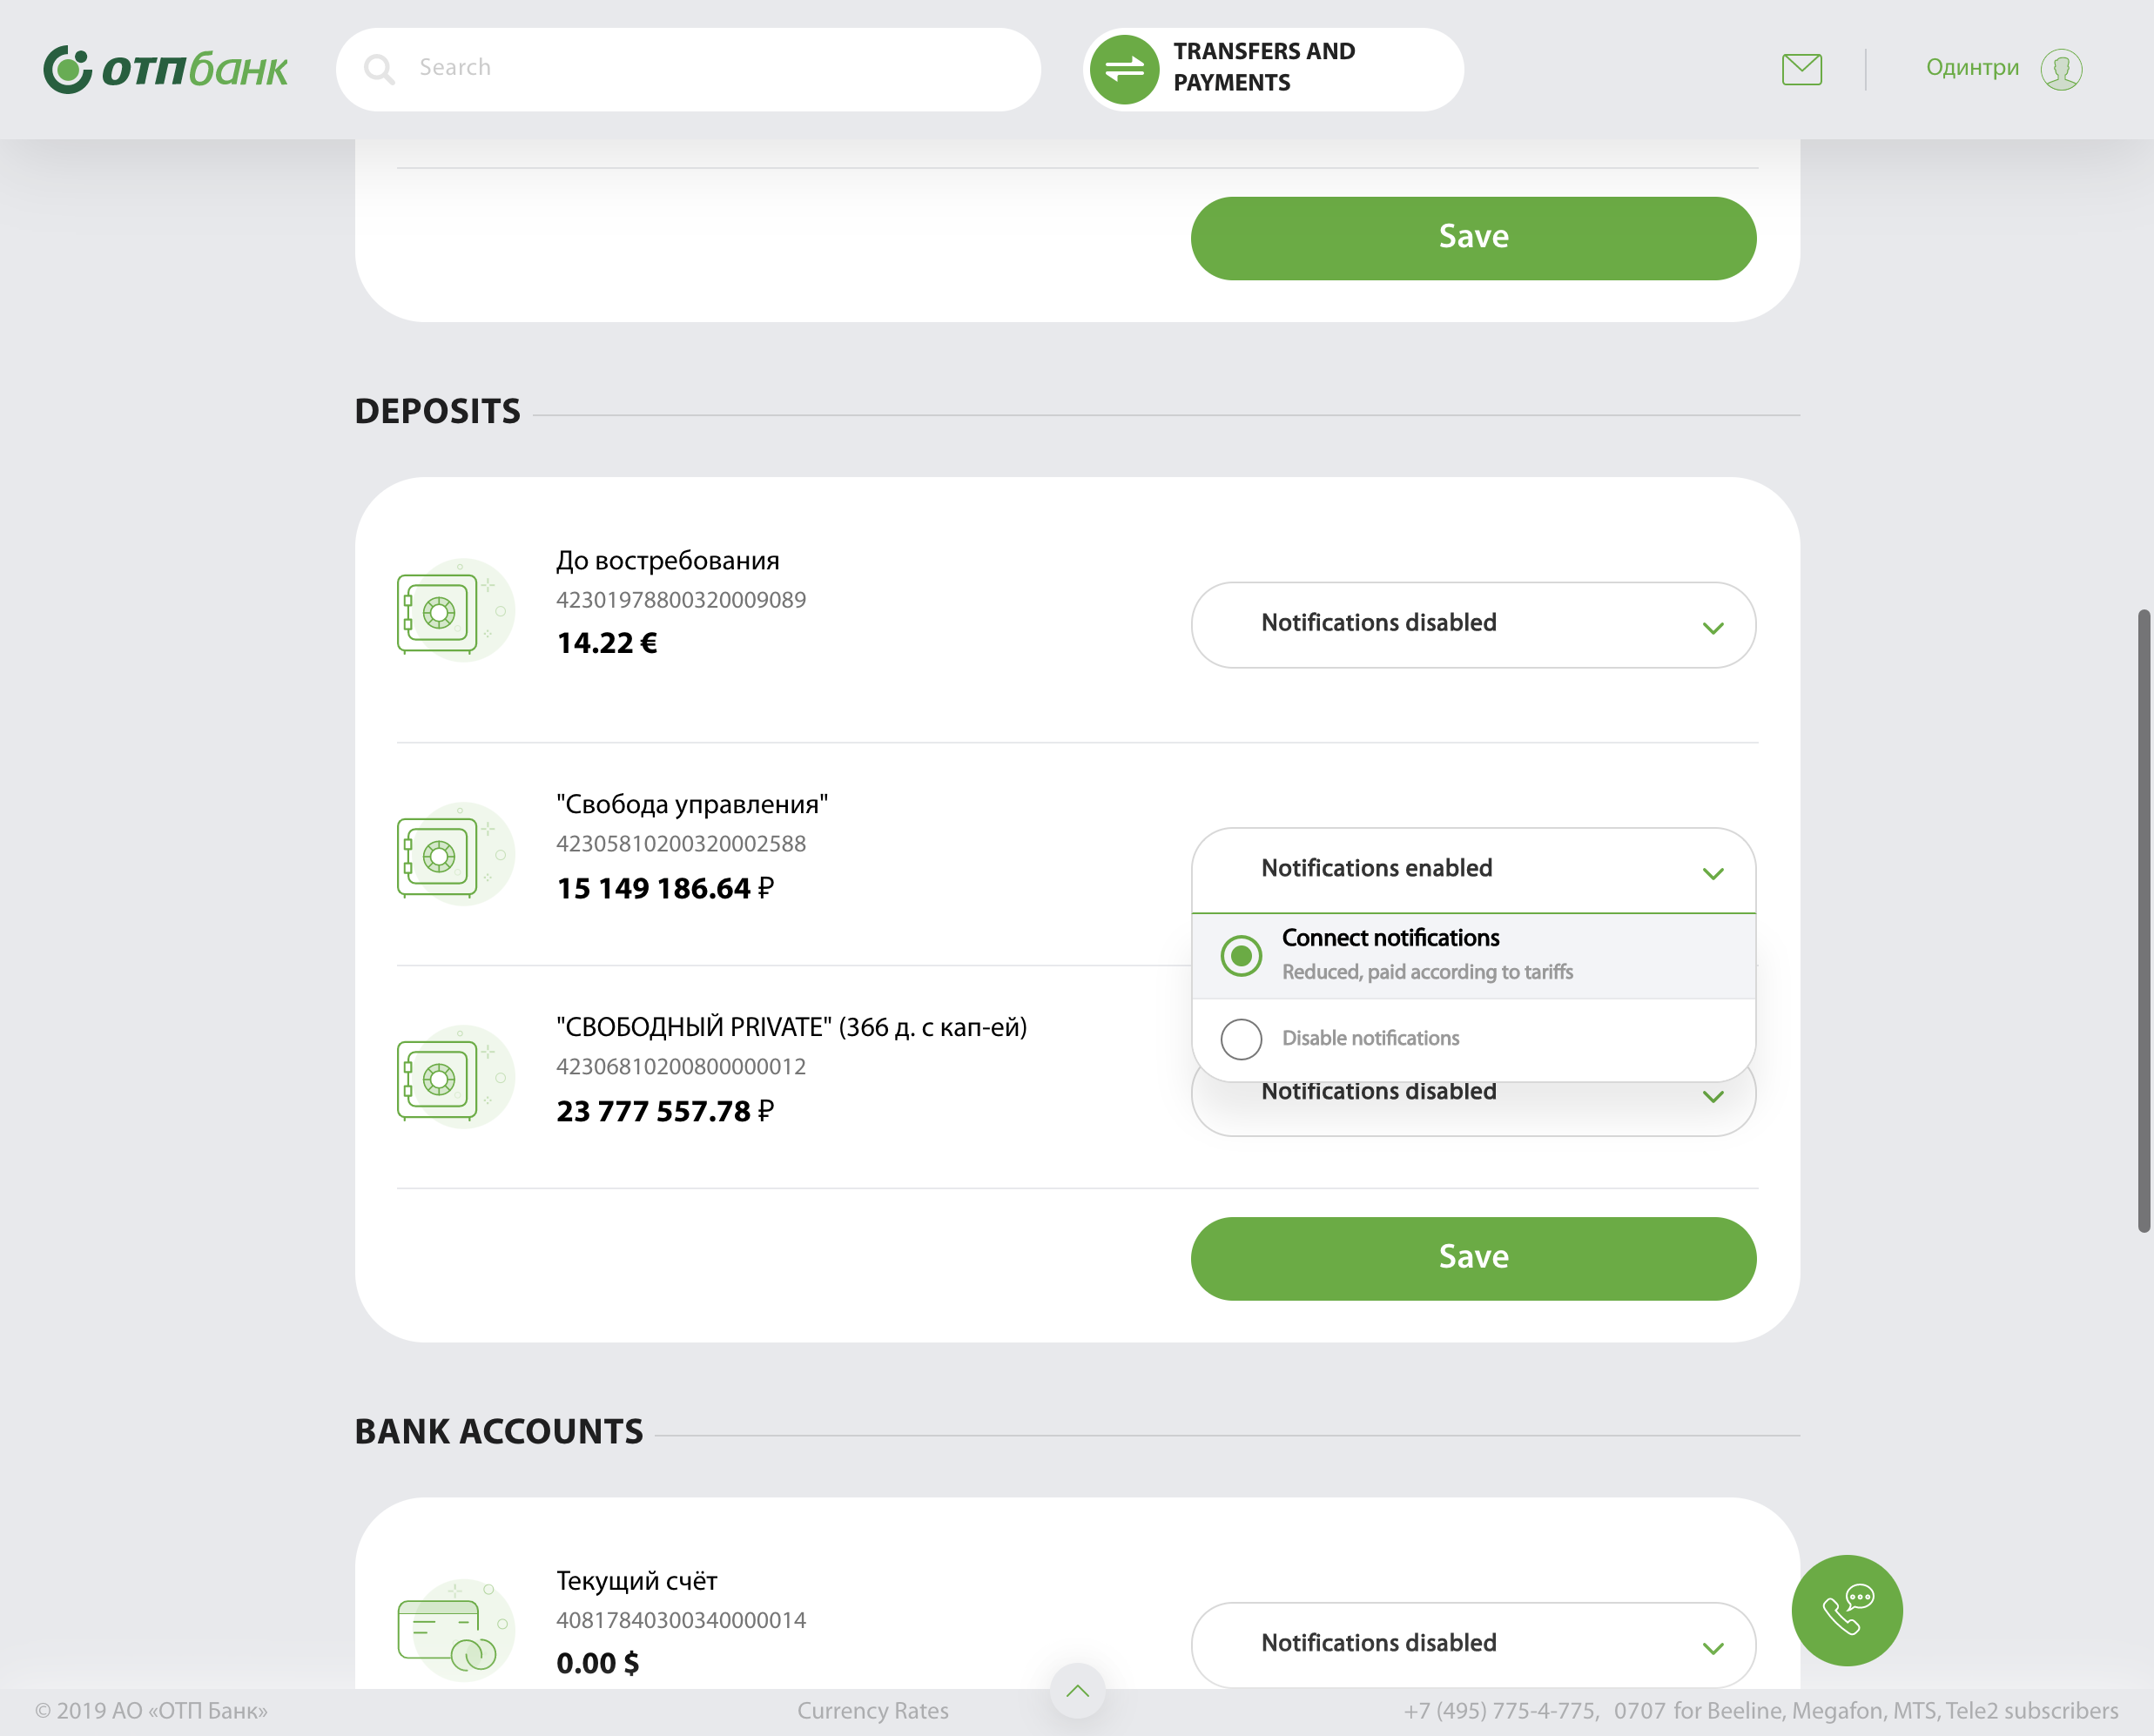 ОТПбанк
Search
TRANSFERS AND
PAYMENTS
Одинтри
Save
DEPOSITS
До востребования
42301978800320009089
14.22 €
Notifications disabled
"Свобода управления"
42305810200320002588
15 149 186.64 ₽
Notifications enabled
Connect notifications
Reduced, paid according to tariffs
Disable notifications
"СВОБОДНЫЙ PRIVATE" (366 д. с кап-ей)
42306810200800000012
23 777 557.78 ₽
Notifications disabled
Save
BANK ACCOUNTS
Текущий счёт
40817840300340000014
0.00 $
Notifications disabled
© 2019 АО «ОТП Банк»
Currency Rates
+7 (495) 775-4-775, 0707 for Beeline, Megafon, MTS, Tele2 subscribers